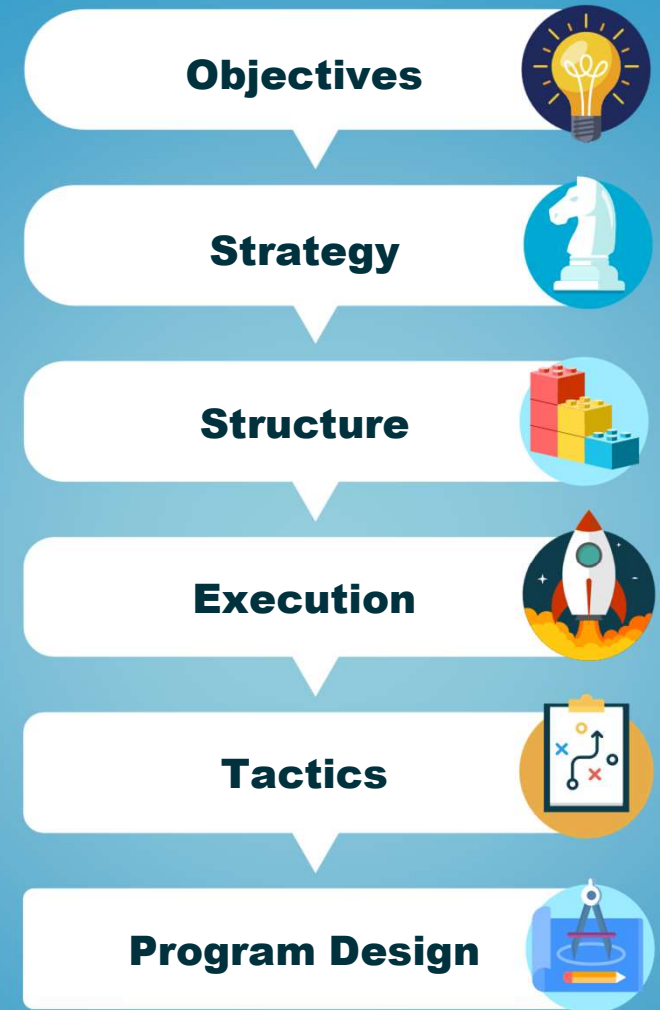 Objectives
Strategy
Structure
Execution
Tactics
Program Design